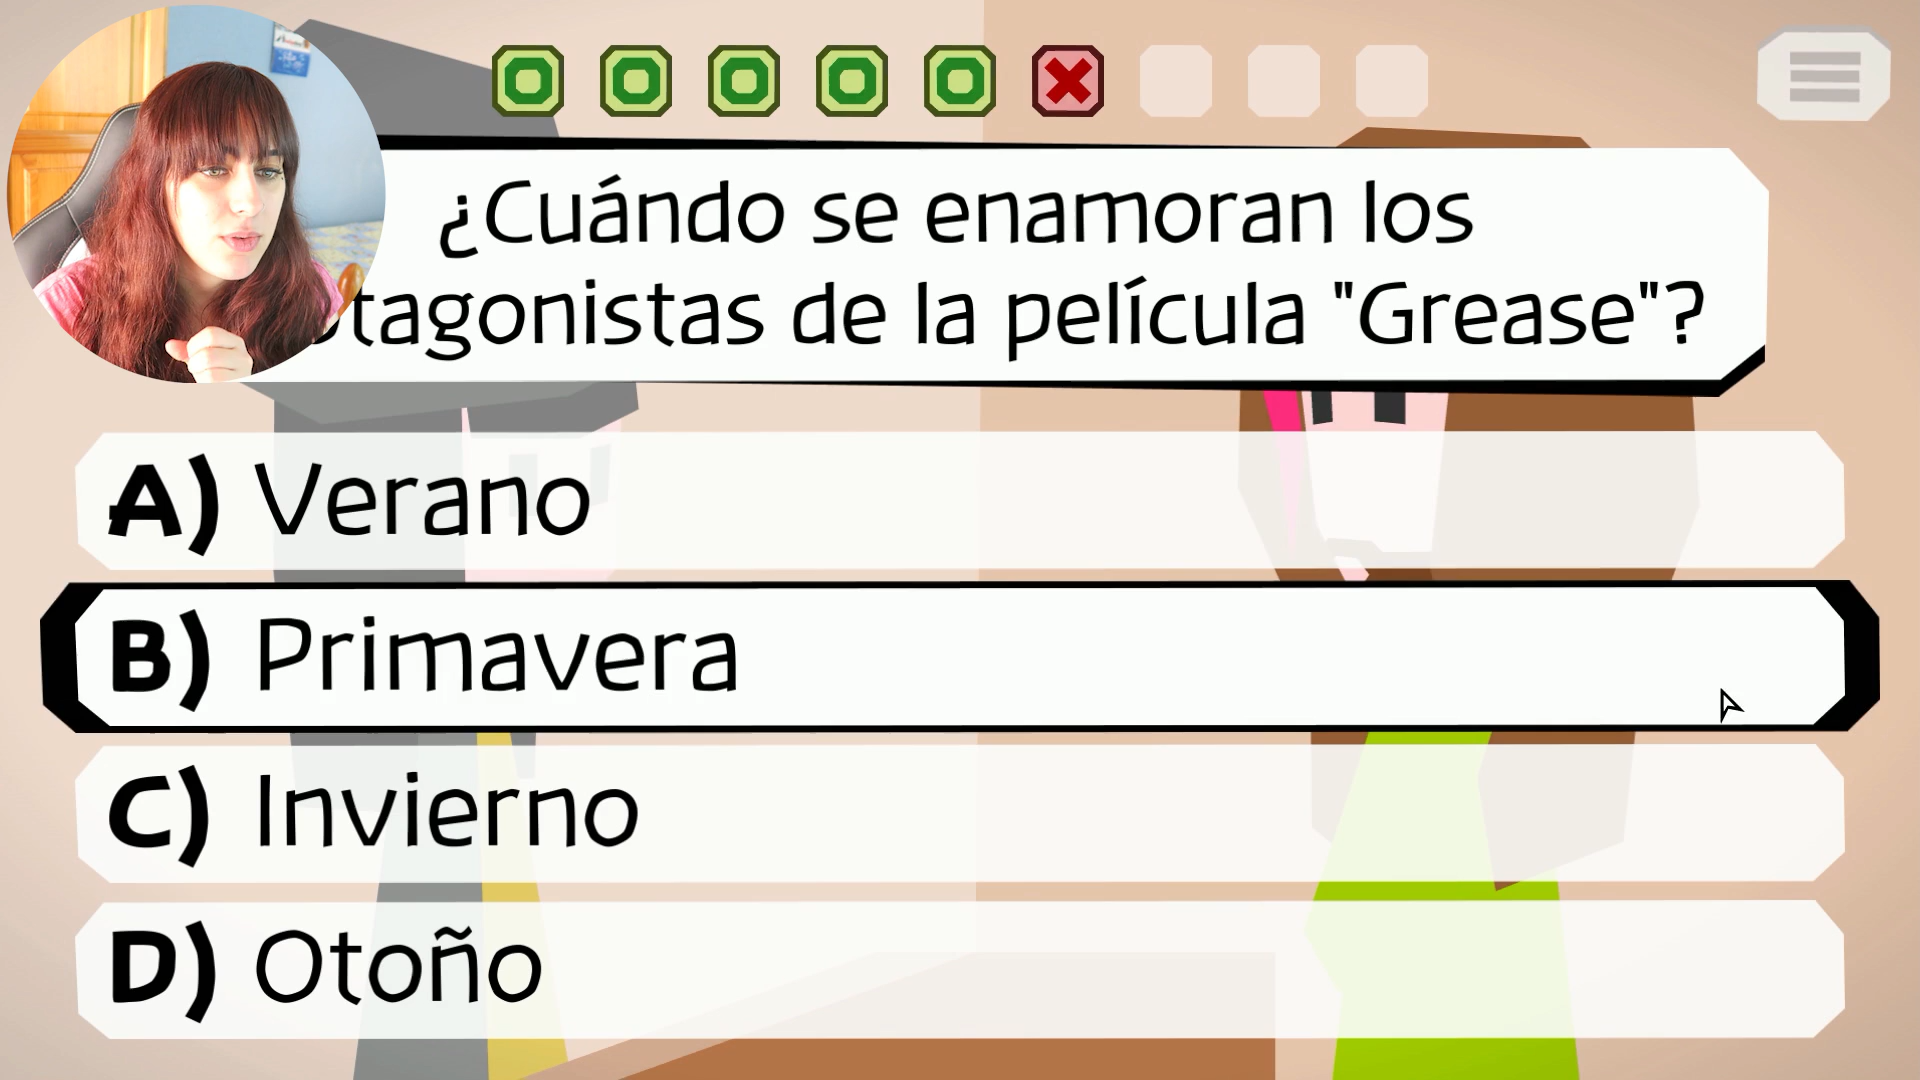 ¿Cuándo se enamoran los
tagonistas de la película "Grease"?
A) Verano
B) Primavera
C) Invierno
D) Otoño